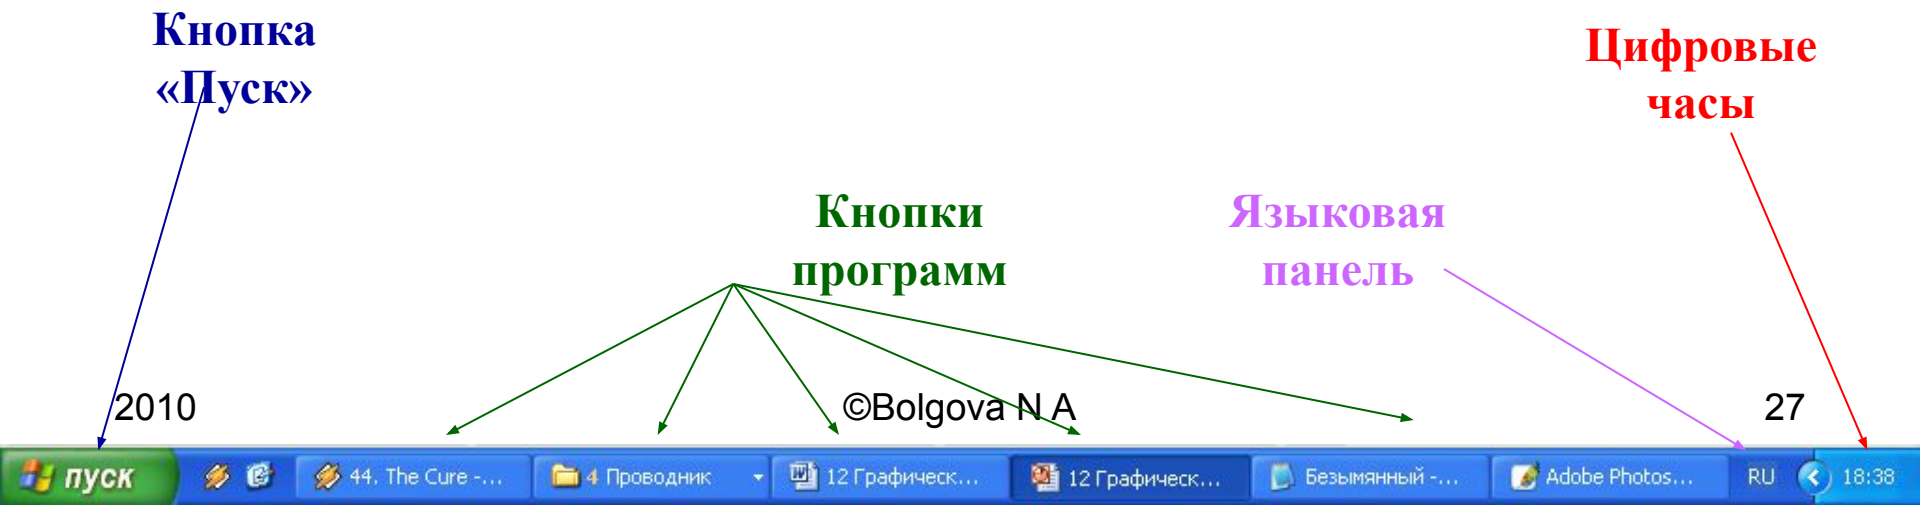 Кнопка
«Пуск»
Цифровые
часы
Кнопки
программ
Языковая
панель
2010
©Bolgova N A
27
пуск
44. The Cure -...
4 Проводник
12 Графическ...
12 Графическ...
Безымянный -...
Adobe Photos...
RU
18:38